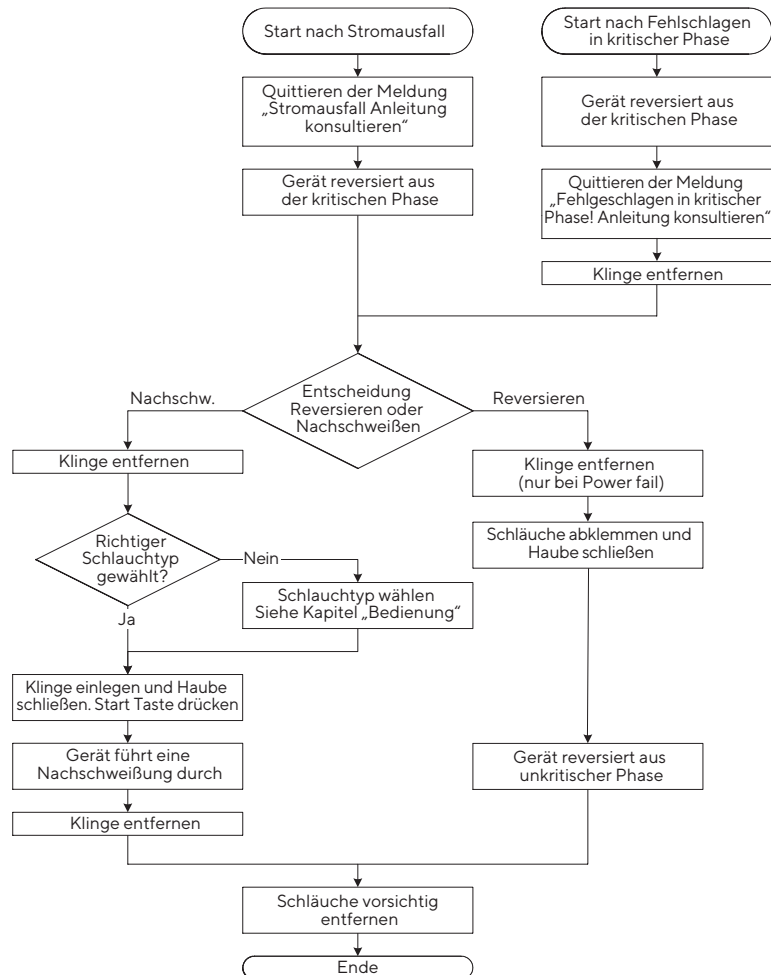 Start nach Stromausfall
Start nach Fehlschlagen
in kritischer Phase
Quittieren der Meldung
„Stromausfall Anleitung
konsultieren“
Gerät reversiert aus
der kritischen Phase
Gerät reversiert aus
der kritischen Phase
Quittieren der Meldung
„Fehlgeschlagen in kritischer
Phase! Anleitung konsultieren“
Klinge entfernen
Entscheidung
Reversieren oder
Nachschweißen
Nachschw.
Reversieren
Klinge entfernen
Klinge entfernen
(nur bei Power fail)
Richtiger
Schlauchtyp
gewählt?
Nein
Ja
Schläuche abklemmen und
Haube schließen
Schlauchtyp wählen
Siehe Kapitel „Bedienung“
Klinge einlegen und Haube
schließen. Start Taste drücken
Gerät führt eine
Nachschweißung durch
Gerät reversiert aus
unkritischer Phase
Klinge entfernen
Schläuche vorsichtig
entfernen
Ende